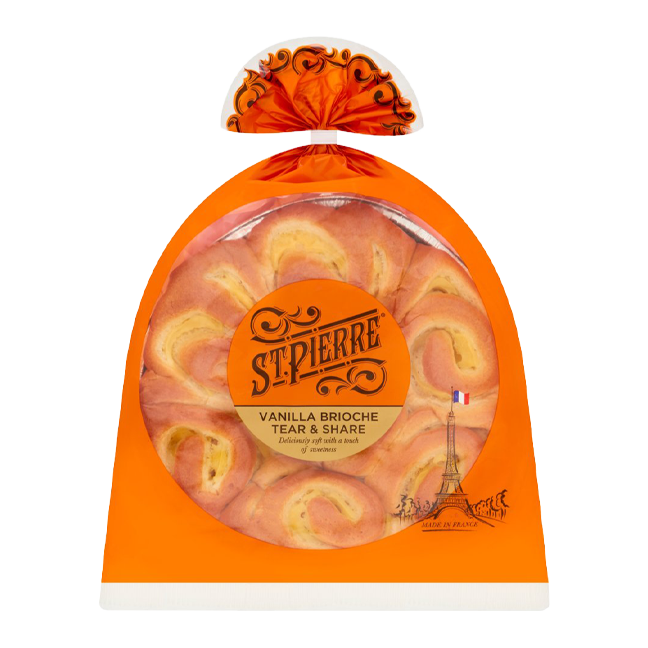 ST. PIERRE®
VANILLA BRIOCHE
TEAR & SHARE
Deliciously soft with a touch
of sweetness
MADE IN FRANCE